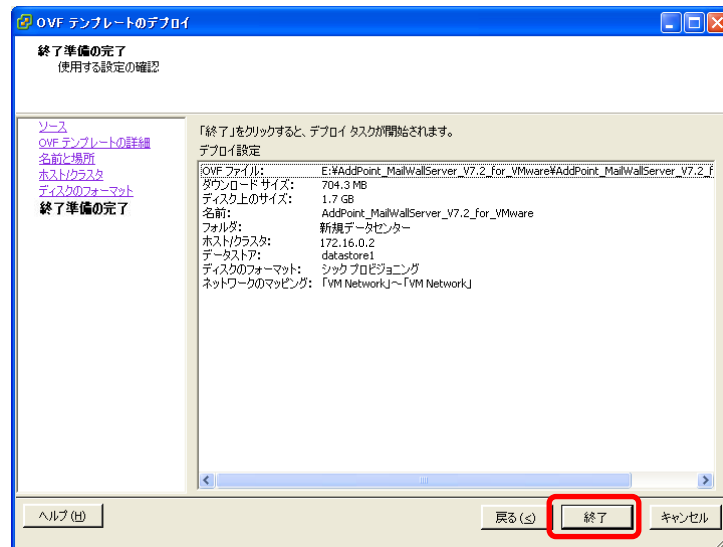 OVF テンプレートのデプロイ
終了準備の完了
使用する設定の確認
ソース
OVF テンプレートの詳細
名前と場所
ホスト/クラスタ
ディスクのフォーマット
終了準備の完了
「終了」をクリックすると、デプロイ タスクが開始されます。
デプロイ設定
OVF ファイル: E:¥AddPoint_MailWallServer_V7.2_for_VMware¥AddPoint_MailWallServer_V7.2_f
ダウンロード サイズ: 704.3 MB
ディスク上のサイズ: 1.7 GB
名前: AddPoint_MailWallServer_V7.2_for_VMware
フォルダ: 新規データセンター
ホスト/クラスタ: 172.16.0.2
データストア: datastore1
ディスクのフォーマット: シック プロビジョニング
ネットワークのマッピング: 「VM Network」～「VM Network」
ヘルプ(H) 戻る(<) 終了 キャンセル